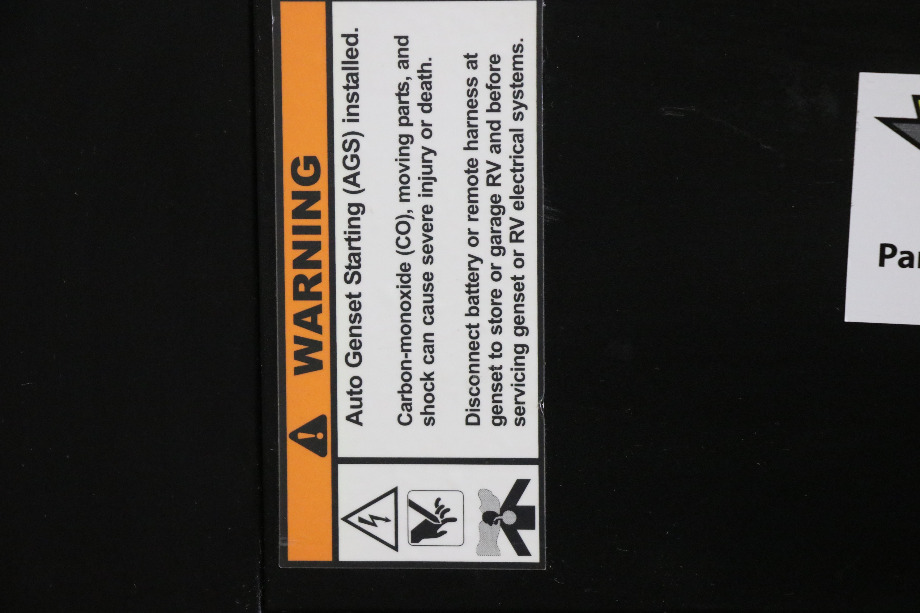 WARNING
Auto Genset Starting (AGS) installed.
Carbon-monoxide (CO), moving parts, and
shock can cause severe injury or death.
Disconnect battery or remote harness at
genset to store or garage RV and before
servicing genset or RV electrical systems.